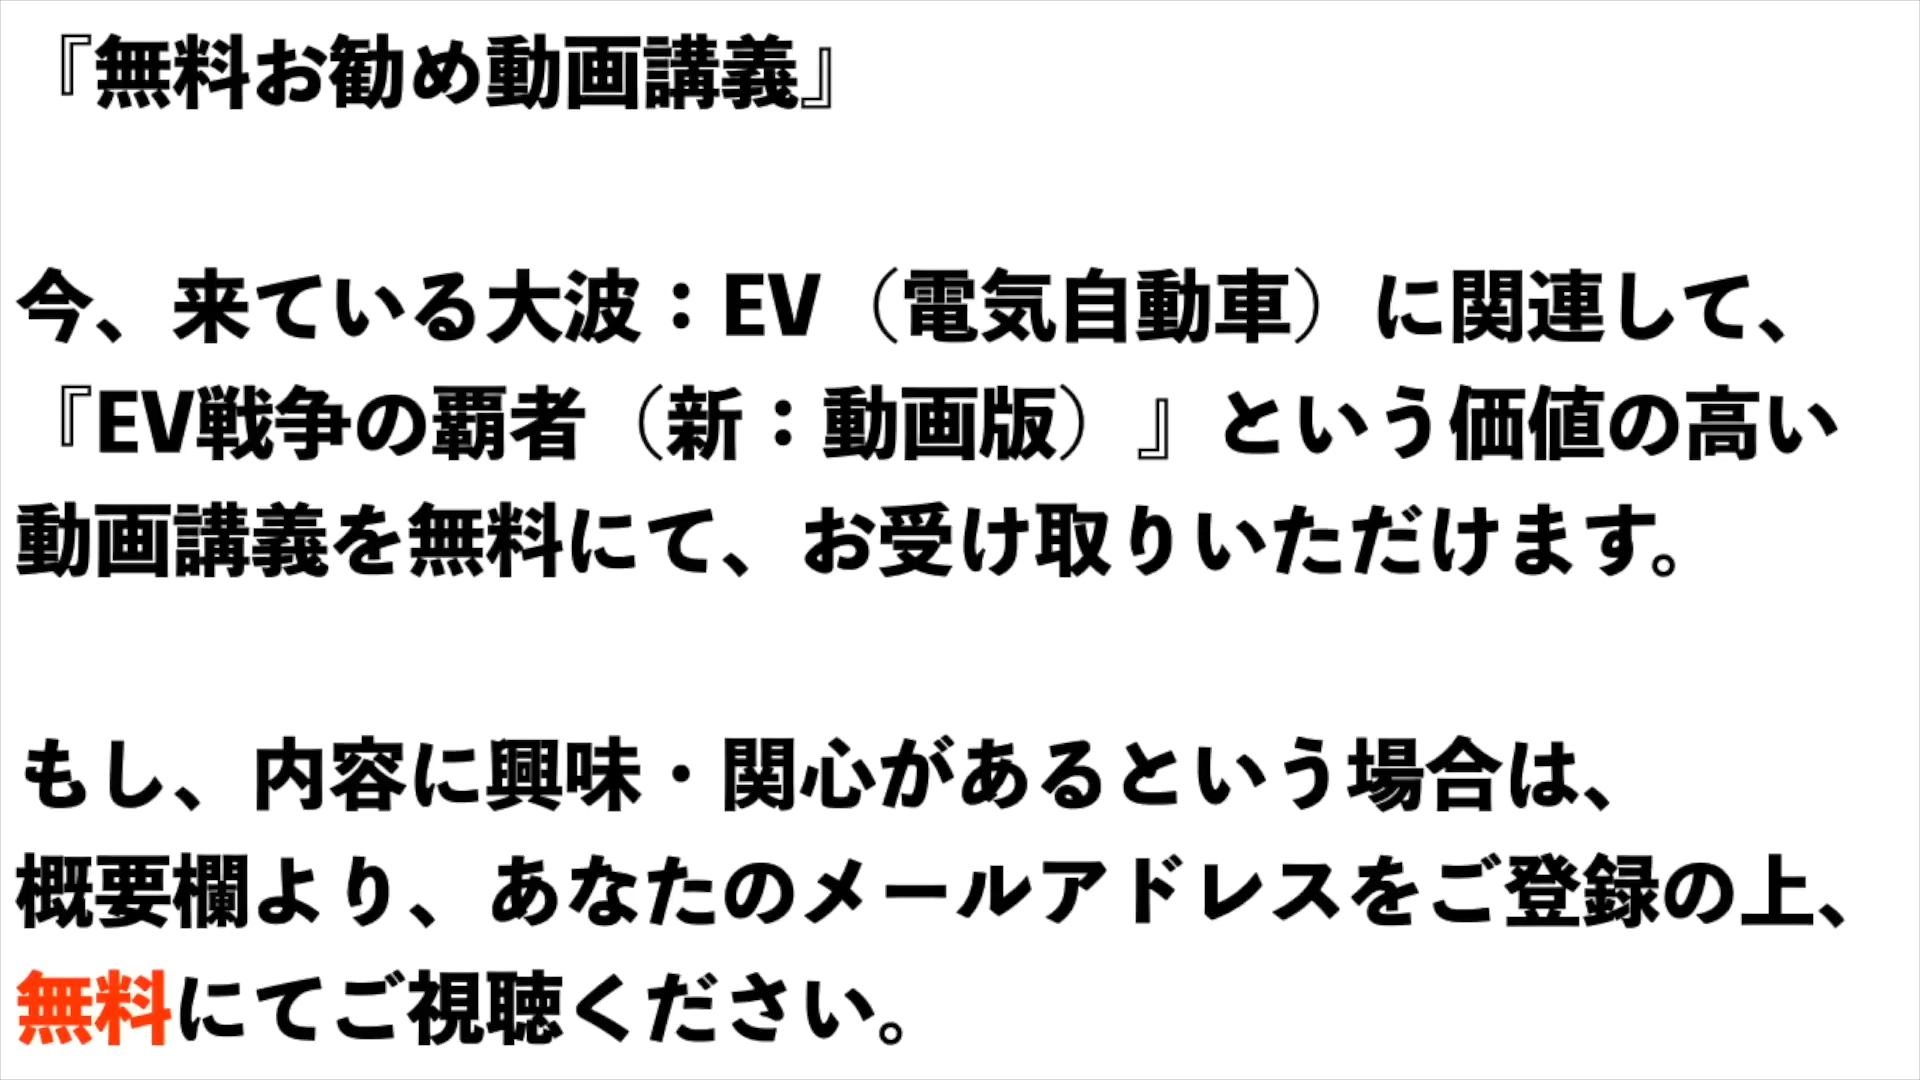 『無料お勧め動画講義』
今、来ている大波：EV（電気自動車）に関連して、
『EV戦争の覇者（新：動画版）』という価値の高い
動画講義を無料にて、お受け取りいただけます。
もし、内容に興味・関心があるという場合は、
概要欄より、あなたのメールアドレスをご登録の上、
無料にてご視聴ください。